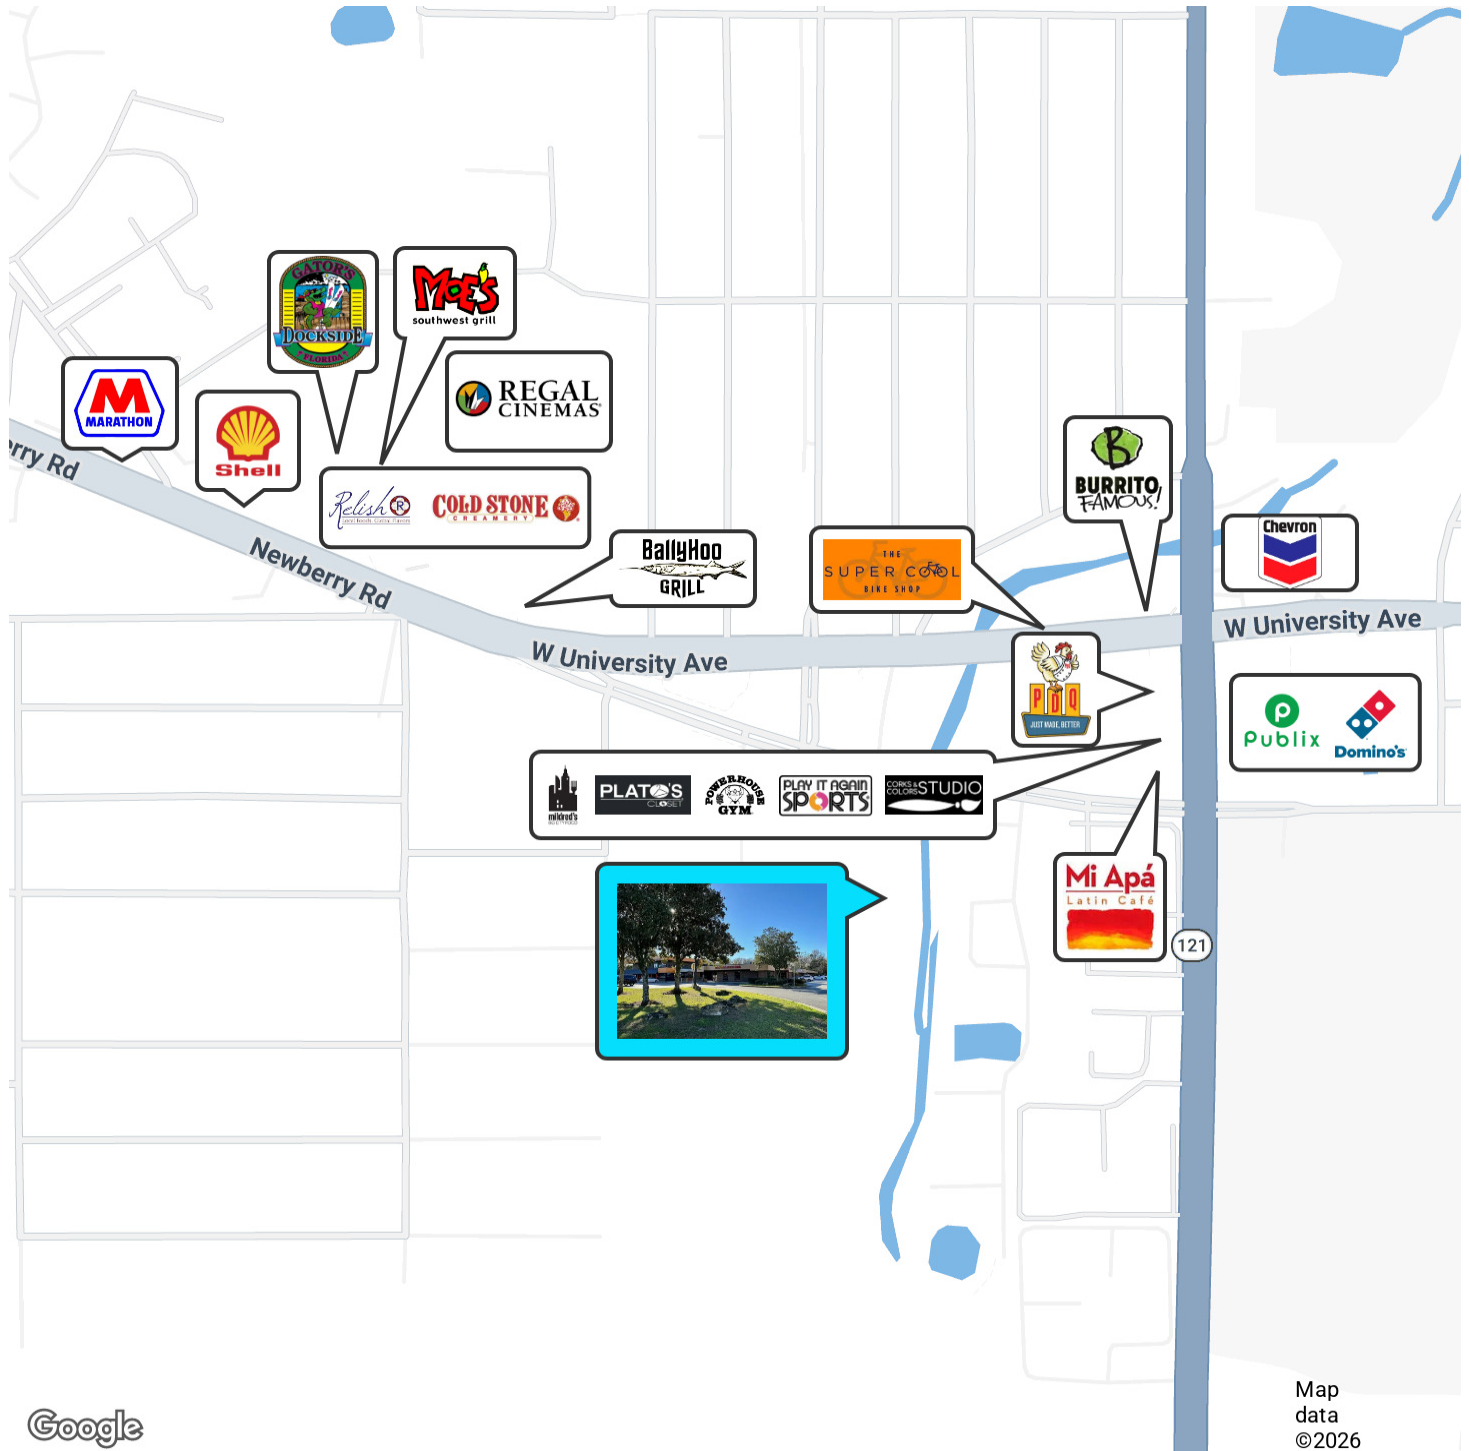 GATOR'S
DOCKSIDE
FLORIDA
MOE'S
southwest grill
REGAL
CINEMAS
MARATHON
Shell
Relish R
COLD STONE
CREAMERY
erry Rd
Newberry Rd
BallyHoo
GRILL
THE
SUPER COOL
BIKE SHOP
B
BURRITO
FAMOUS!
Chevron
W University Ave
W University Ave
PDQ
JUST MADE, BETTER
Publix
Domino's
mildred's
PLATO'S
CLOSET
POWERHOUSE
GYM
PLAY IT AGAIN
SPORTS
CORKS &
COLORS STUDIO
Mi Apá
Latin Café
121
Google
Map
data
©2026